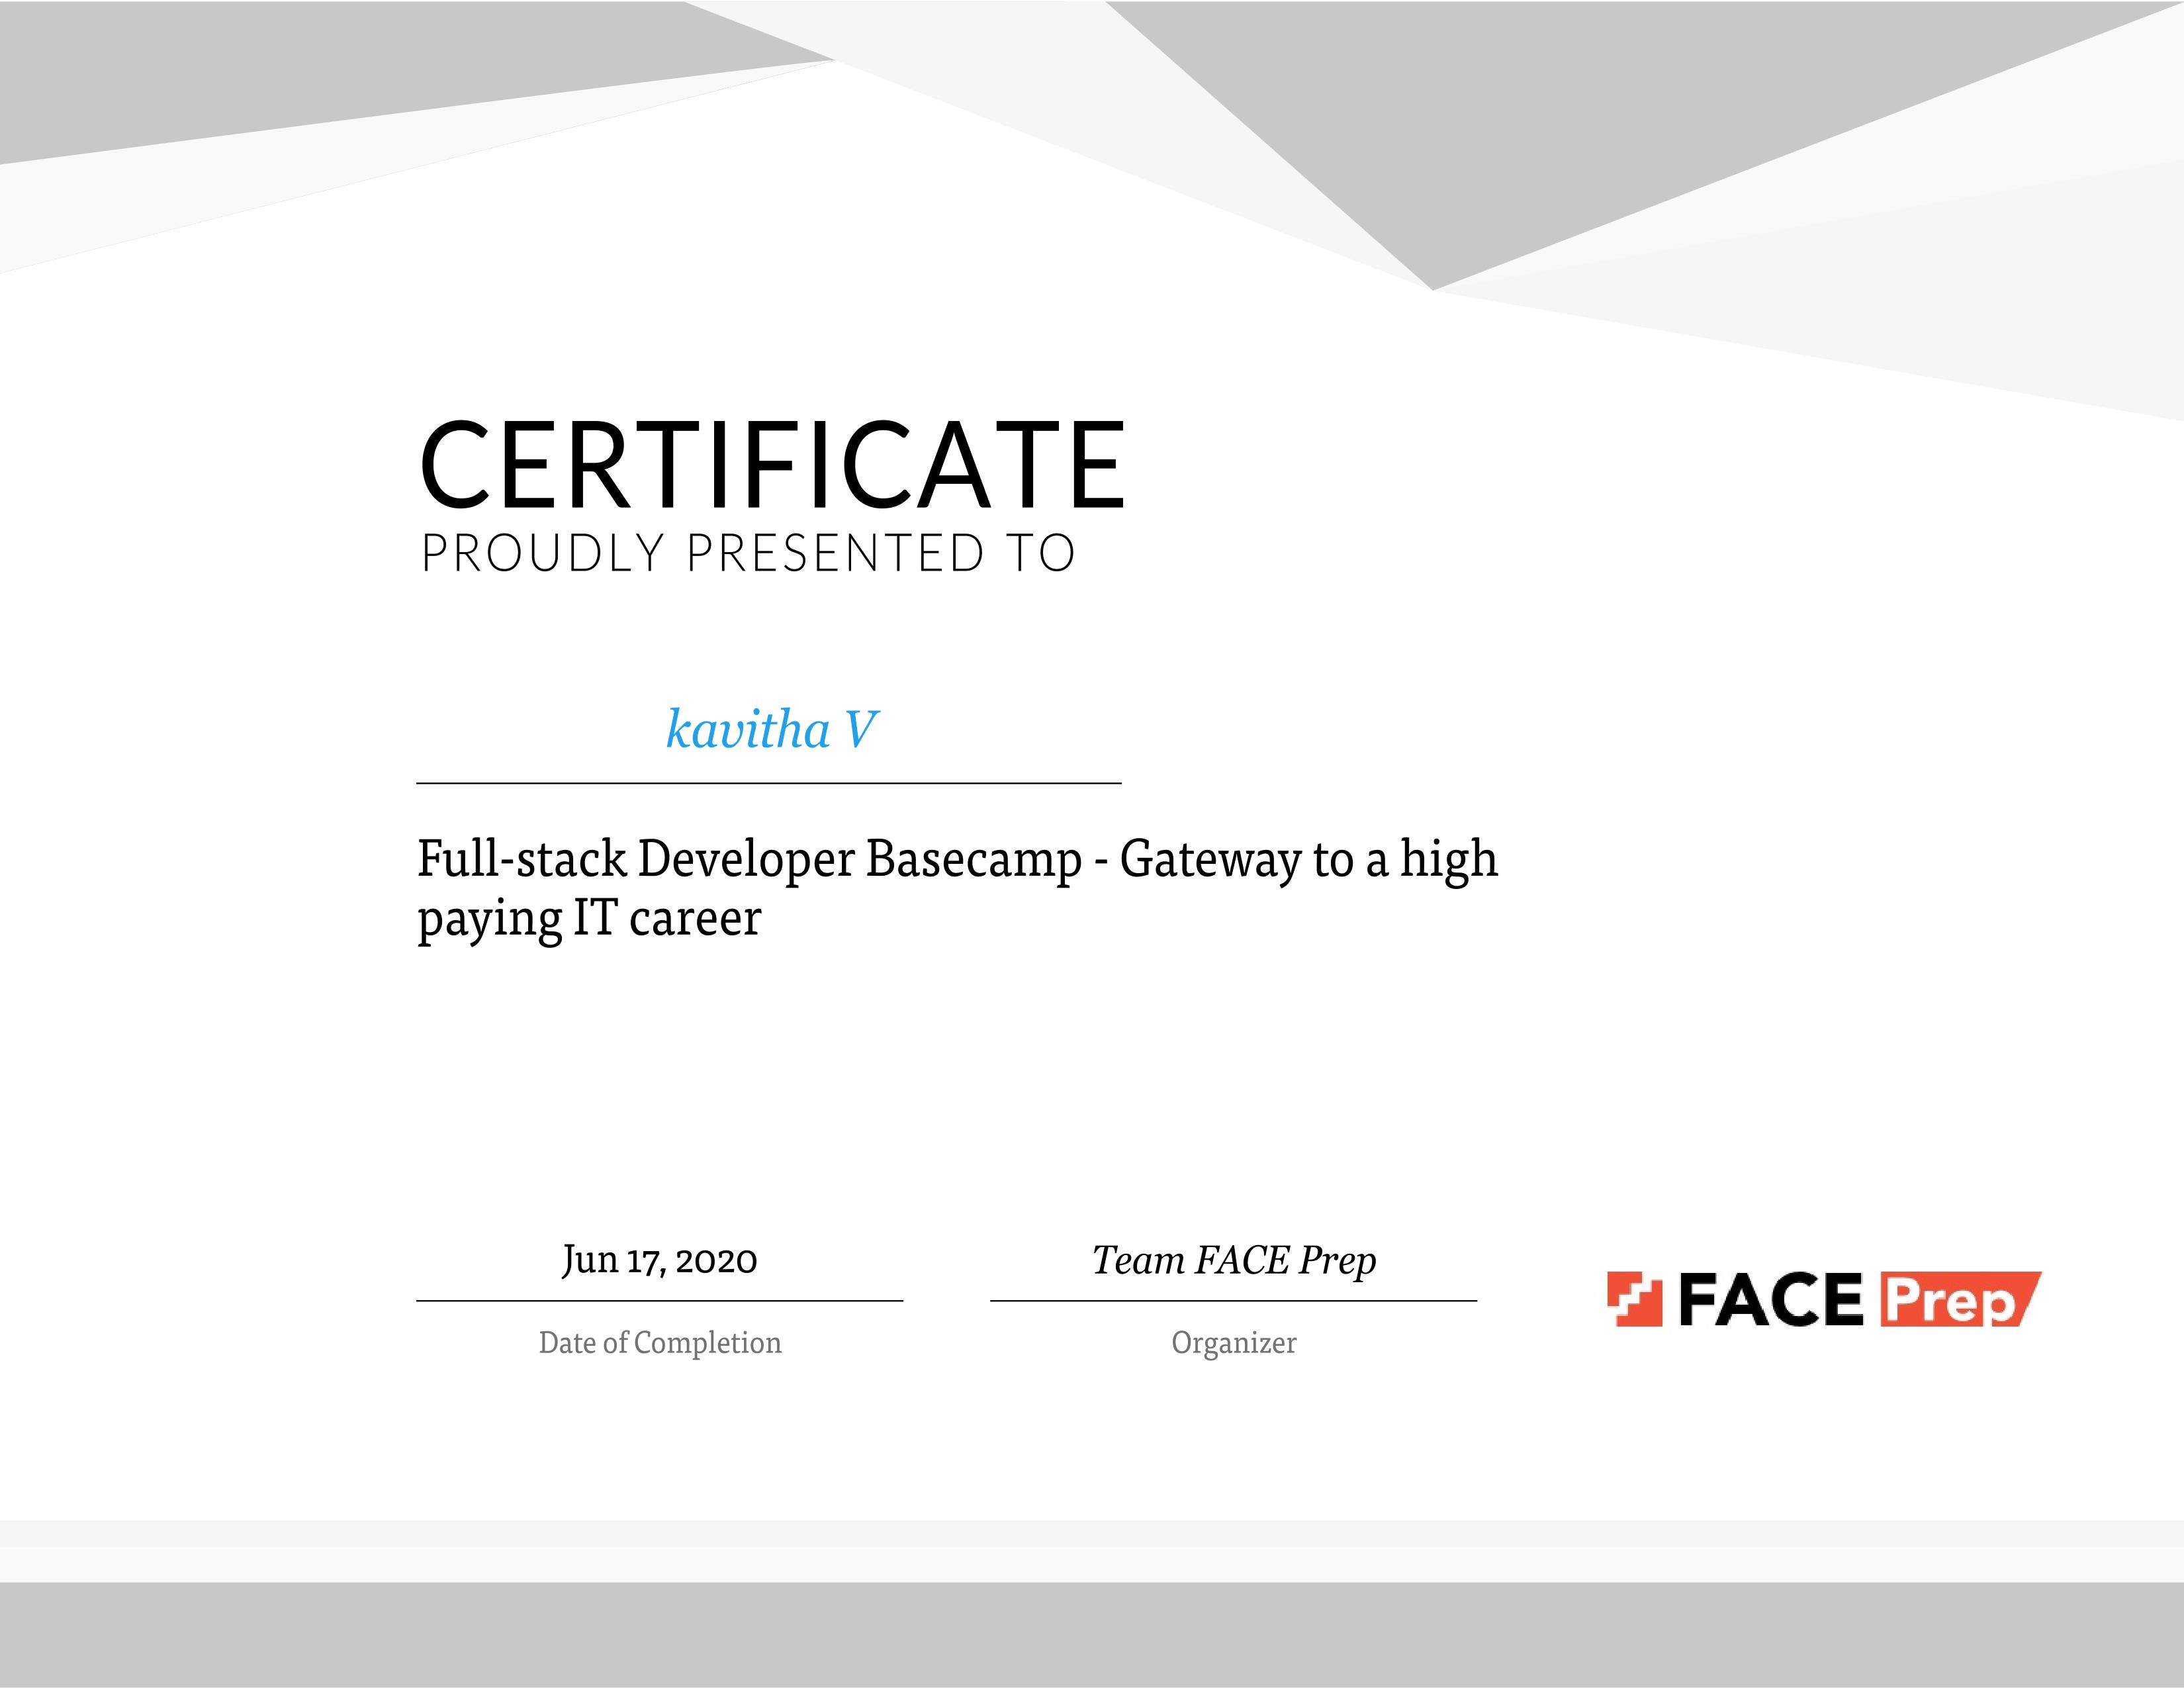 CERTIFICATE
PROUDLY PRESENTED TO
kavitha V
Full-stack Developer Basecamp - Gateway to a high
paying IT career
Jun 17, 2020
Date of Completion
Team FACE Prep
Organizer
FACE Prep